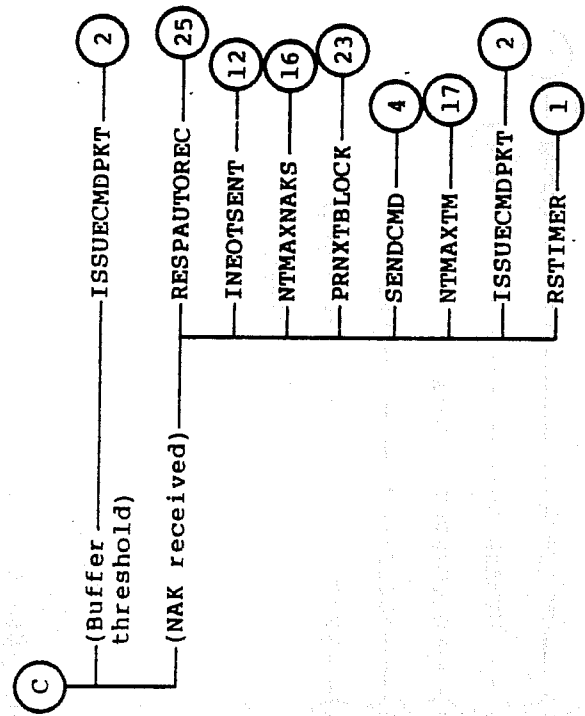 C
(Buffer threshold) ISSUECMDPKT 2
(NAK received) RESPAUTOREC 25
INEOTSENT 12
NTMAXNAKS 16
PRNXTBLOCK 23
SENDCMD 4
NTMAXTM 17
ISSUECMDPKT 2
RSTIMER 1